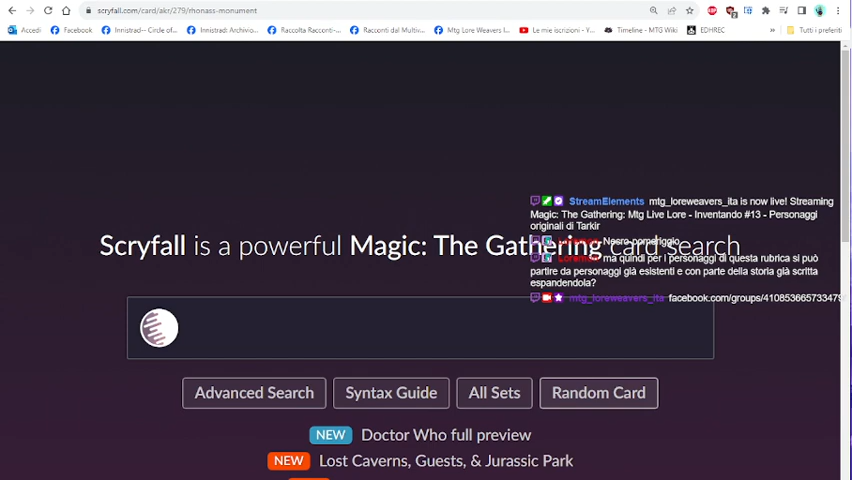 scryfall.com/card/akr/279/rhonass-monument
Accedi Facebook Innistrad: Circle of... Innistrad: Archivio... Raccolta Racconti-... Racconti dal Multiv... Mtg Lore Weavers I... Le mie iscrizioni - Y... Timeline - MTG Wiki EDHREC » Tutti i preferiti
StreamElements mtg_loreweavers_ita is now live! Streaming
Magic: The Gathering: Mtg Live Lore - Inventando #13 - Personaggi
originali di Tarkir
pomeriggio
Scryfall is a powerful Magic: The Gathering card search
ma quindi per i personaggi di questa rubrica si può
partire da personaggi già esistenti e con parte della storia già scritta
espandendola?
mtg_loreweavers_ita facebook.com/groups/410853665733479
Advanced Search Syntax Guide All Sets Random Card
NEW Doctor Who full preview
NEW Lost Caverns, Guests, & Jurassic Park